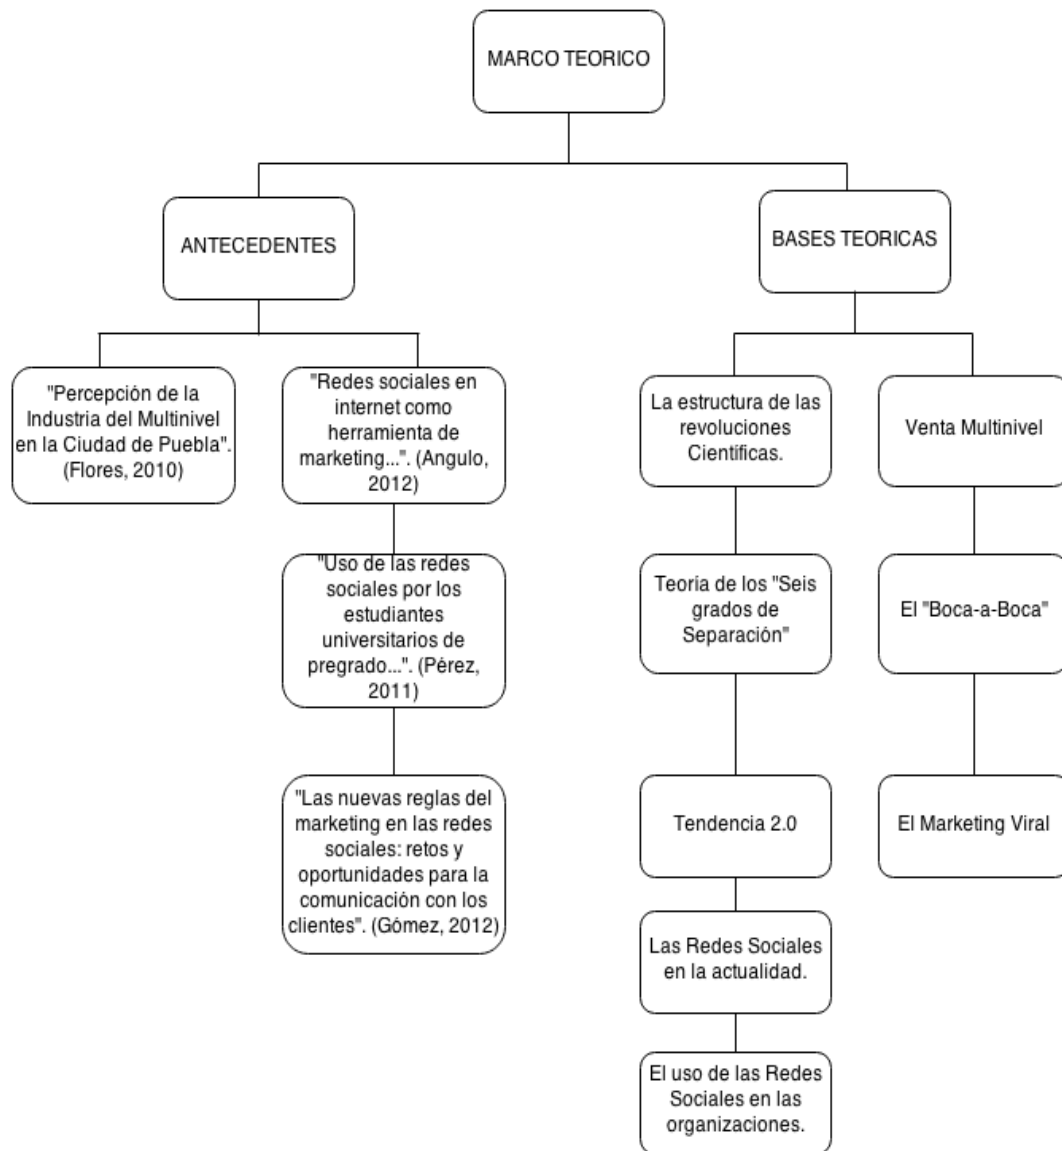 MARCO TEORICO
ANTECEDENTES
BASES TEORICAS
"Percepción de la
Industria del Multinivel
en la Ciudad de Puebla".
(Flores, 2010)
"Redes sociales en
internet como
herramienta de
marketing...". (Angulo,
2012)
"Uso de las redes
sociales por los
estudiantes
universitarios de
pregrado...". (Pérez,
2011)
"Las nuevas reglas del
marketing en las redes
sociales: retos y
oportunidades para la
comunicación con los
clientes". (Gómez, 2012)
La estructura de las
revoluciones
Científicas.
Teoría de los "Seis
grados de
Separación"
Tendencia 2.0
Las Redes Sociales
en la actualidad.
El uso de las Redes
Sociales en las
organizaciones.
Venta Multinivel
El "Boca-a-Boca"
El Marketing Viral